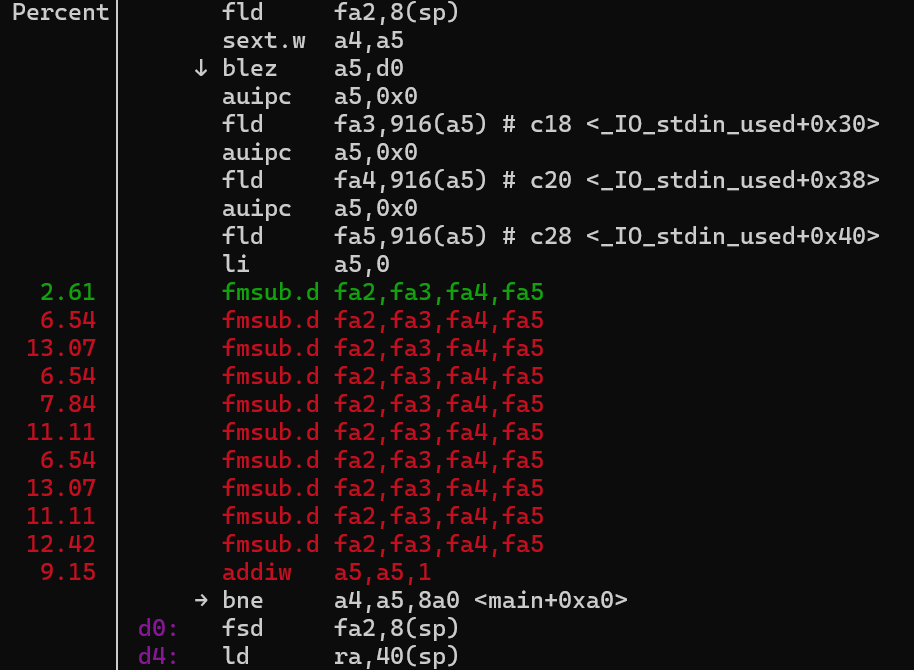 Percent fld fa2,8(sp)
sext.w a4,a5
↓ blez a5,d0
auipc a5,0x0
fld fa3,916(a5) # c18 <_IO_stdin_used+0x30>
auipc a5,0x0
fld fa4,916(a5) # c20 <_IO_stdin_used+0x38>
auipc a5,0x0
fld fa5,916(a5) # c28 <_IO_stdin_used+0x40>
li a5,0
2.61 fmsub.d fa2,fa3,fa4,fa5
6.54 fmsub.d fa2,fa3,fa4,fa5
13.07 fmsub.d fa2,fa3,fa4,fa5
6.54 fmsub.d fa2,fa3,fa4,fa5
7.84 fmsub.d fa2,fa3,fa4,fa5
11.11 fmsub.d fa2,fa3,fa4,fa5
6.54 fmsub.d fa2,fa3,fa4,fa5
13.07 fmsub.d fa2,fa3,fa4,fa5
11.11 fmsub.d fa2,fa3,fa4,fa5
12.42 fmsub.d fa2,fa3,fa4,fa5
9.15 addiw a5,a5,1
→ bne a4,a5,8a0 <main+0xa0>
d0: fsd fa2,8(sp)
d4: ld ra,40(sp)